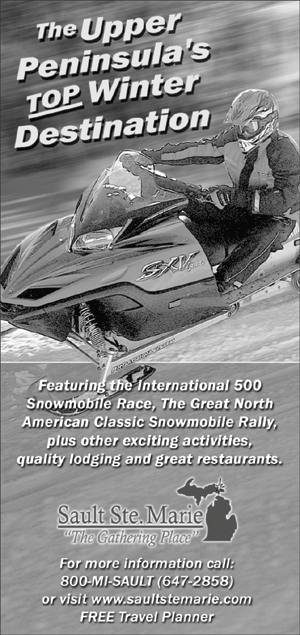 The Upper
Peninsula's
TOP Winter
Destination
SXViper
Featuring the International 500
Snowmobile Race, The Great North
American Classic Snowmobile Rally,
plus other exciting activities,
quality lodging and great restaurants.
Sault Ste. Marie
"The Gathering Place"
For more information call:
800-MI-SAULT (647-2858)
or visit www.saultstemarie.com
FREE Travel Planner